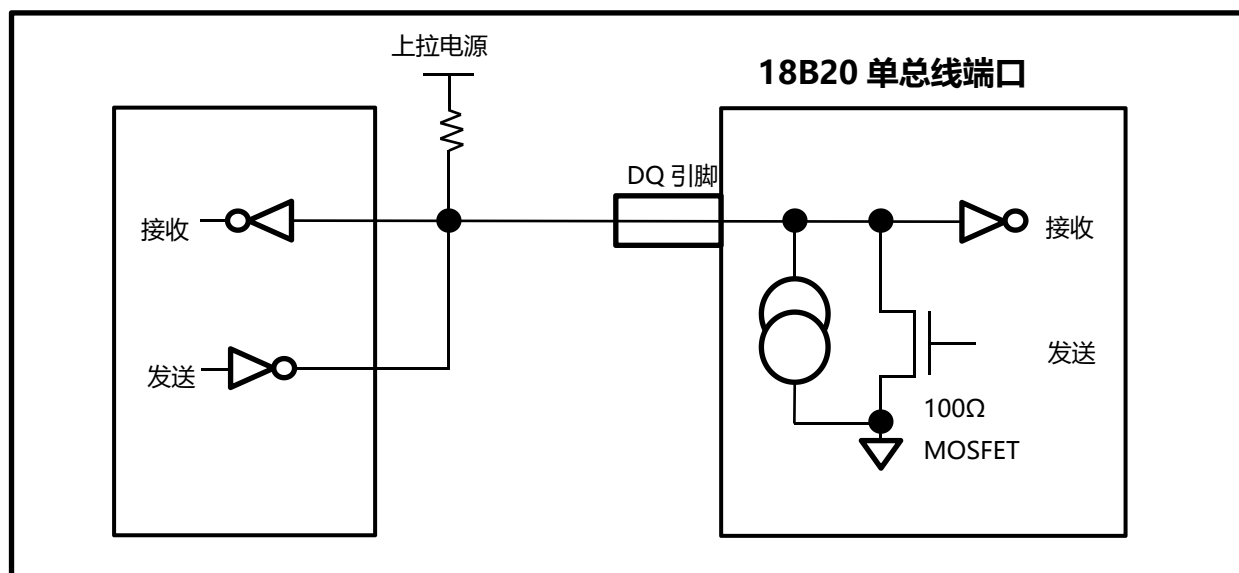 上拉电源
18B20 单总线端口
DQ 引脚
接收
接收
发送
发送
100Ω
MOSFET